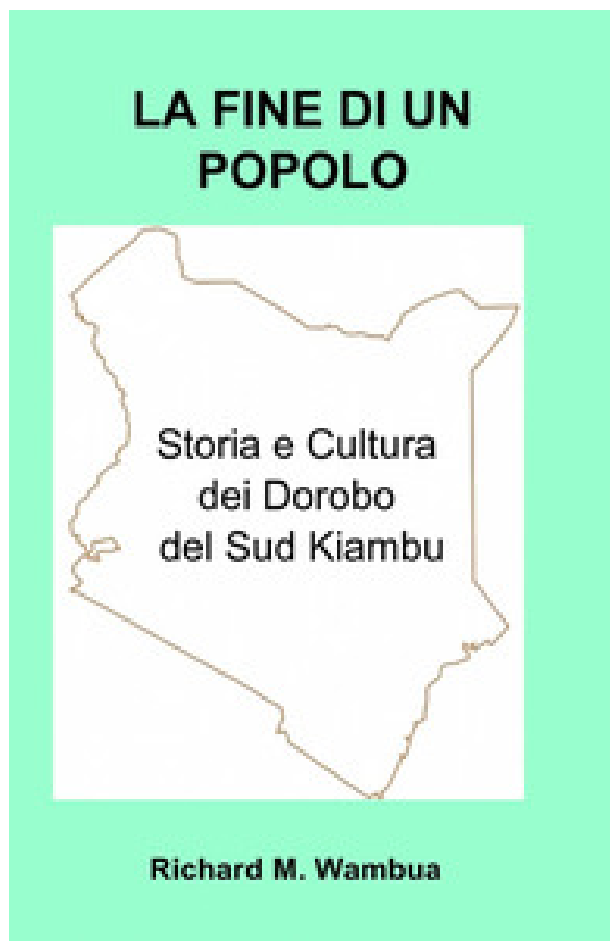 LA FINE DI UN
POPOLO
Storia e Cultura
dei Dorobo
del Sud Kiambu
Richard M. Wambua